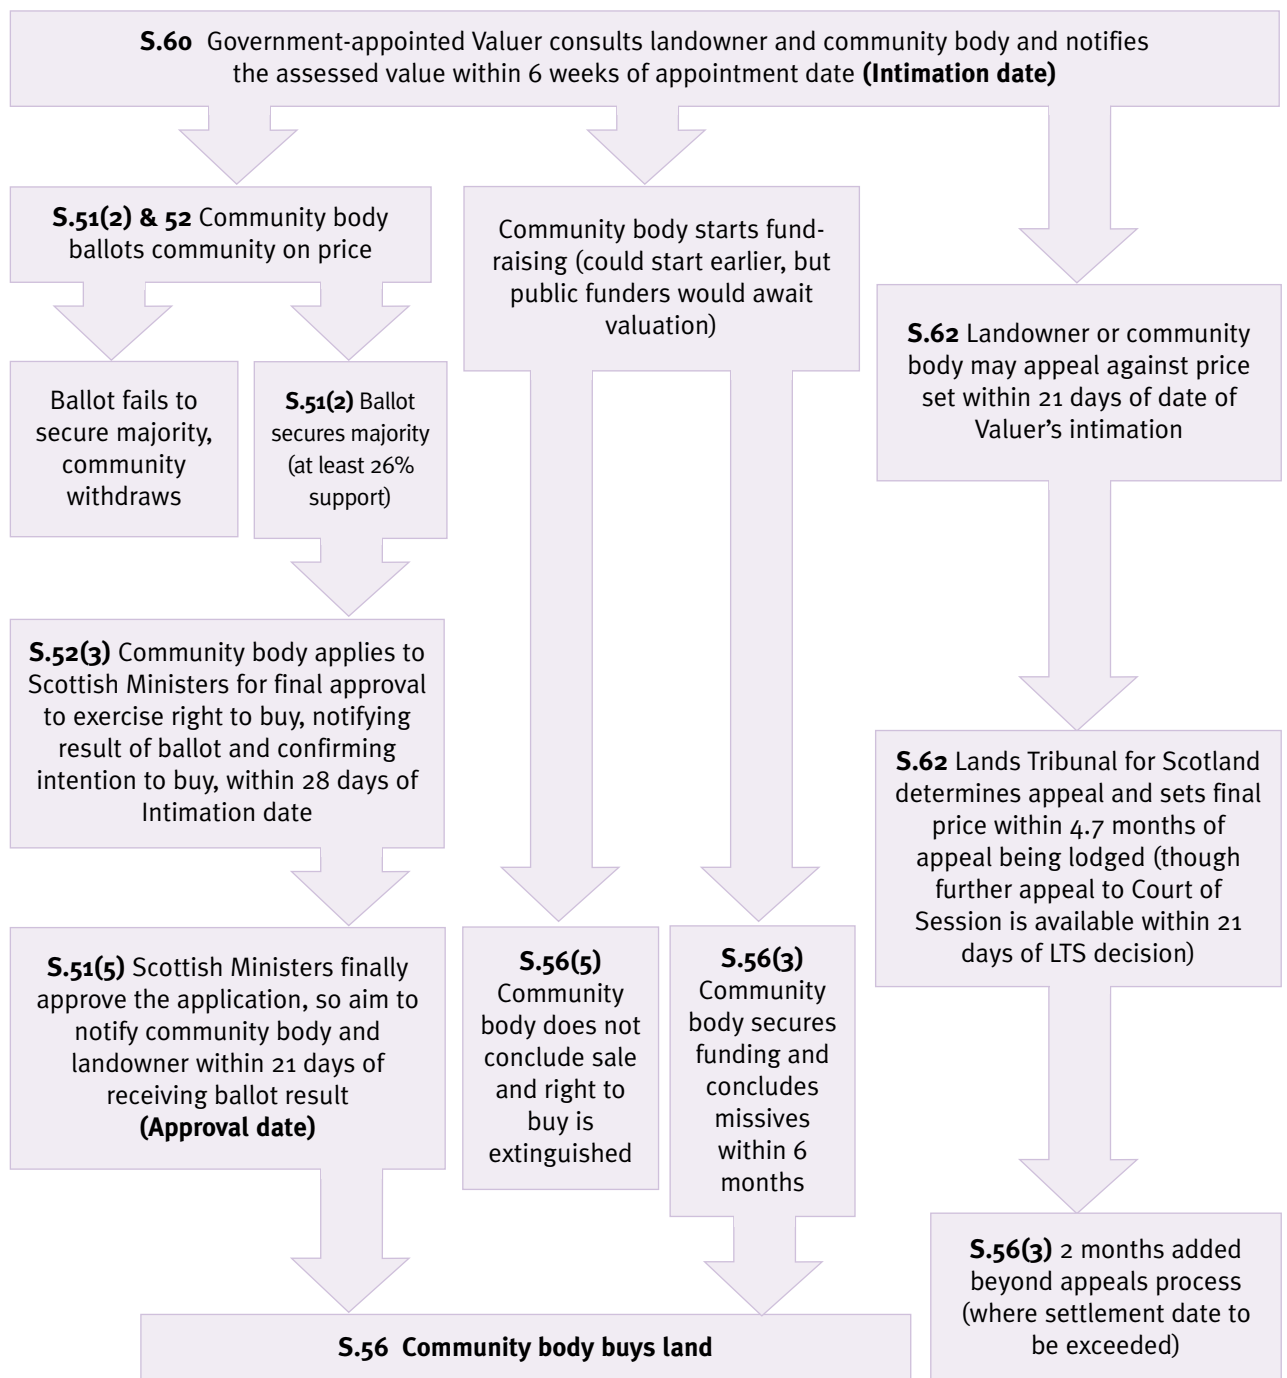 S.60 Government-appointed Valuer consults landowner and community body and notifies
the assessed value within 6 weeks of appointment date (Intimation date)
S.51(2) & 52 Community body
ballots community on price
Ballot fails to
secure majority,
community
withdraws
S.51(2) Ballot
secures majority
(at least 26%
support)
S.52(3) Community body applies to
Scottish Ministers for final approval
to exercise right to buy, notifying
result of ballot and confirming
intention to buy, within 28 days of
Intimation date
S.51(5) Scottish Ministers finally
approve the application, so aim to
notify community body and
landowner within 21 days of
receiving ballot result
(Approval date)
Community body starts fund-
raising (could start earlier, but
public funders would await
valuation)
S.56(5)
Community
body does not
conclude sale
and right to
buy is
extinguished
S.56(3)
Community
body secures
funding and
concludes
missives
within 6
months
S.62 Landowner or community
body may appeal against price
set within 21 days of date of
Valuer’s intimation
S.62 Lands Tribunal for Scotland
determines appeal and sets final
price within 4.7 months of
appeal being lodged (though
further appeal to Court of
Session is available within 21
days of LTS decision)
S.56(3) 2 months added
beyond appeals process
(where settlement date to
be exceeded)
S.56 Community body buys land